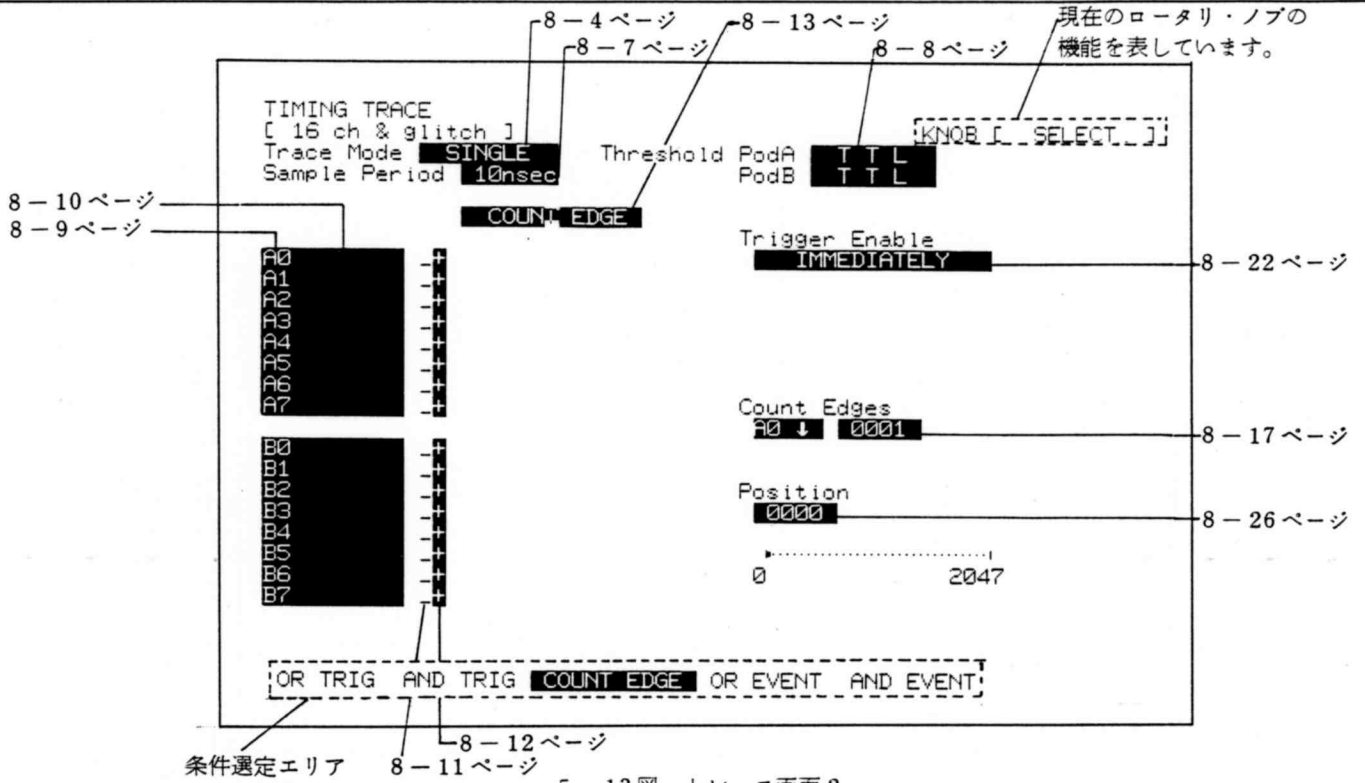 8－4ページ
8－13ページ
現在のロータリ・ノブの
機能を表しています。
8－7ページ
8－8ページ
TIMING TRACE
[ 16 ch & glitch ]
KNOB [ SELECT ]
Trace Mode SINGLE
Threshold PodA TTL
Sample Period 10nsec
PodB TTL
8－10ページ
8－9ページ
COUNT EDGE
Trigger Enable
IMMEDIATELY
8－22ページ
A0 _+
A1 _+
A2 _+
A3 _+
A4 _+
A5 _+
A6 _+
A7 _+
Count Edges
A0 ↓ 0001
8－17ページ
B0 _+
B1 _+
B2 _+
B3 _+
B4 _+
B5 _+
B6 _+
B7 _+
Position
0000
8－26ページ
0 2047
OR TRIG AND TRIG COUNT EDGE OR EVENT AND EVENT
8－12ページ
条件選定エリア 8－11ページ